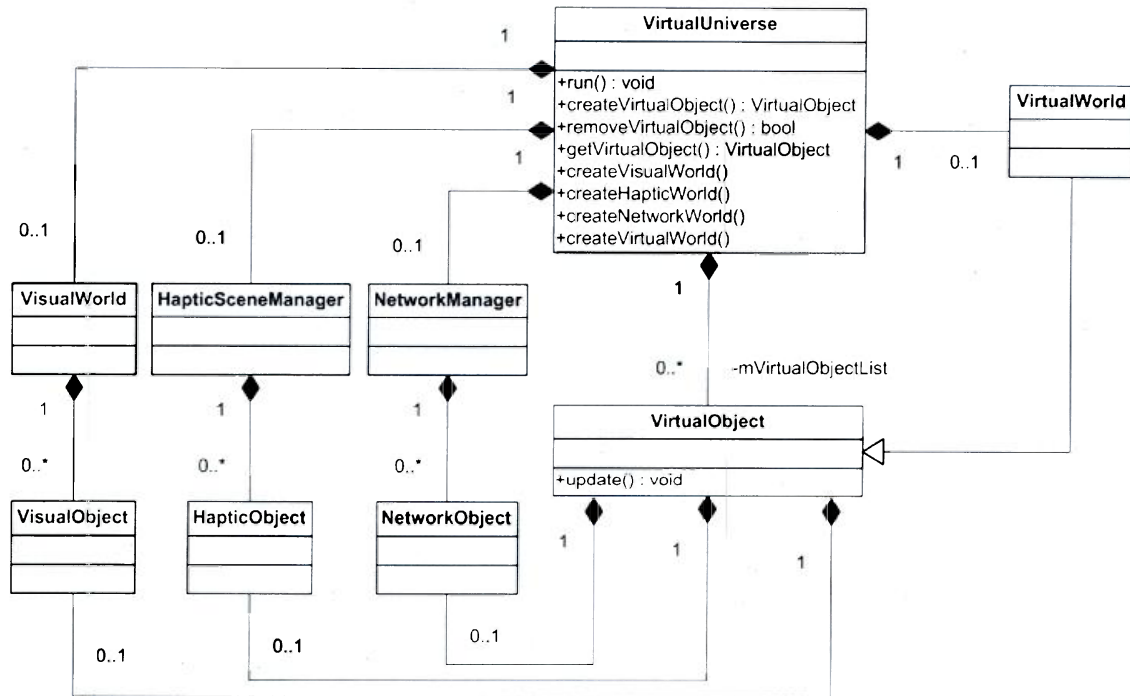 VirtualUniverse
1
+run() : void
1
+createVirtualObject() : VirtualObject
VirtualWorld
+removeVirtualObject() : bool
1
+getVirtualObject() : VirtualObject
1
0..1
+createVisualWorld()
+createHapticWorld()
+createNetworkWorld()
0..1
0..1
0..1
+createVirtualWorld()
1
VisualWorld
HapticSceneManager
NetworkManager
0..*
-mVirtualObjectList
1
1
1
VirtualObject
0..*
0..*
0..*
+update() : void
VisualObject
HapticObject
NetworkObject
1
1
1
0..1
0..1
0..1